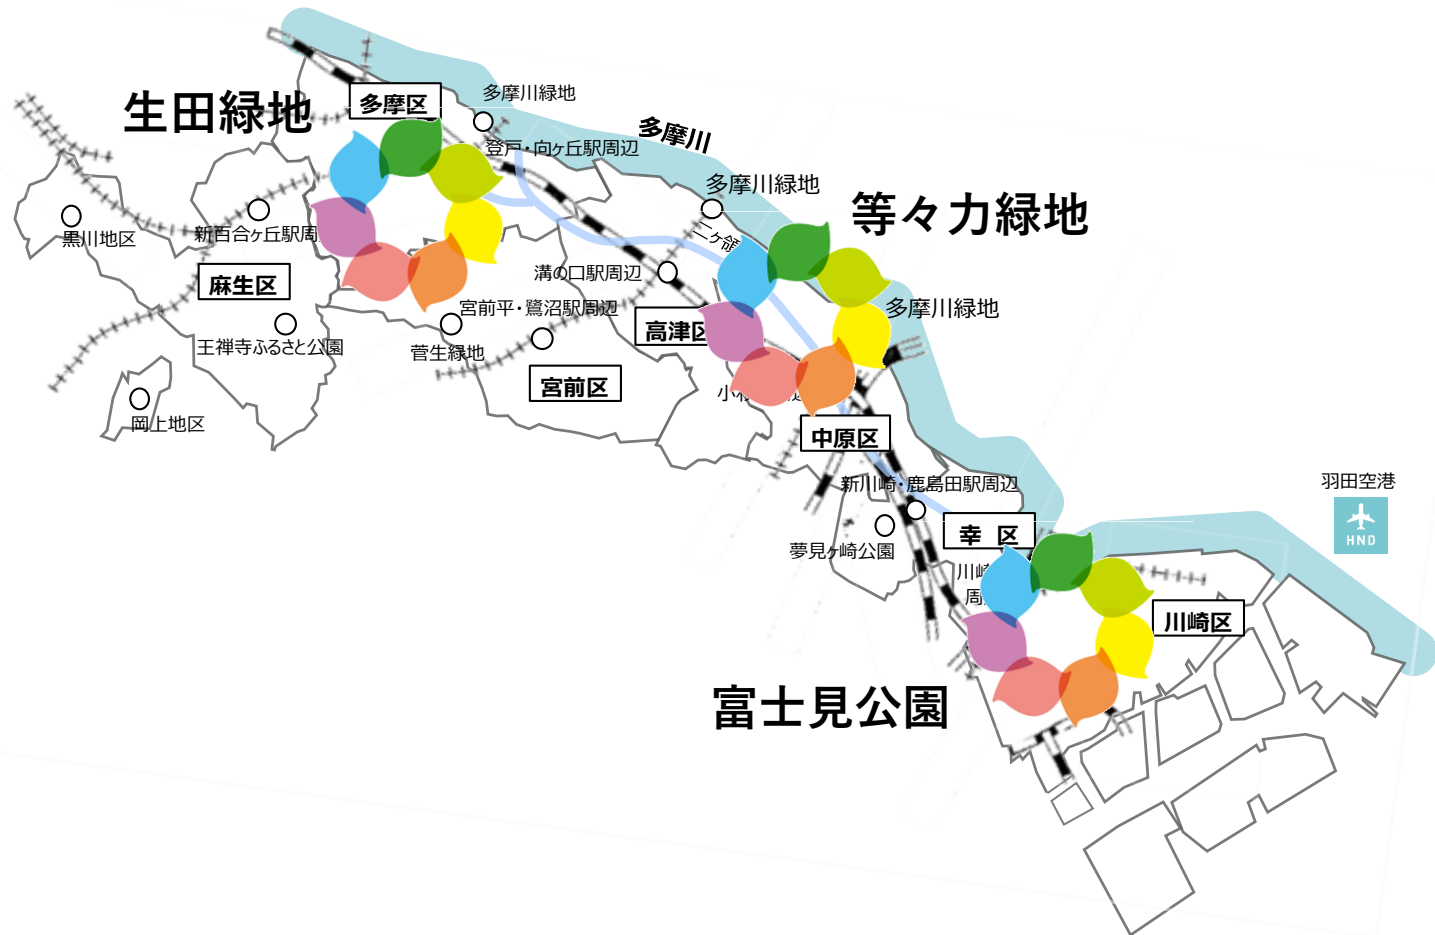 生田緑地
多摩区
多摩川緑地
登戸・向ヶ丘駅周辺
多摩川
多摩川緑地
等々力緑地
二ヶ領
黒川地区
新百合ヶ丘駅周
麻生区
溝の口駅周辺
宮前平・鷺沼駅周辺
多摩川緑地
高津区
王禅寺ふるさと公園
菅生緑地
宮前区
岡上地区
中原区
新川崎・鹿島田駅周辺
羽田空港
HND
幸 区
夢見ヶ崎公園
川崎
周
川崎区
富士見公園